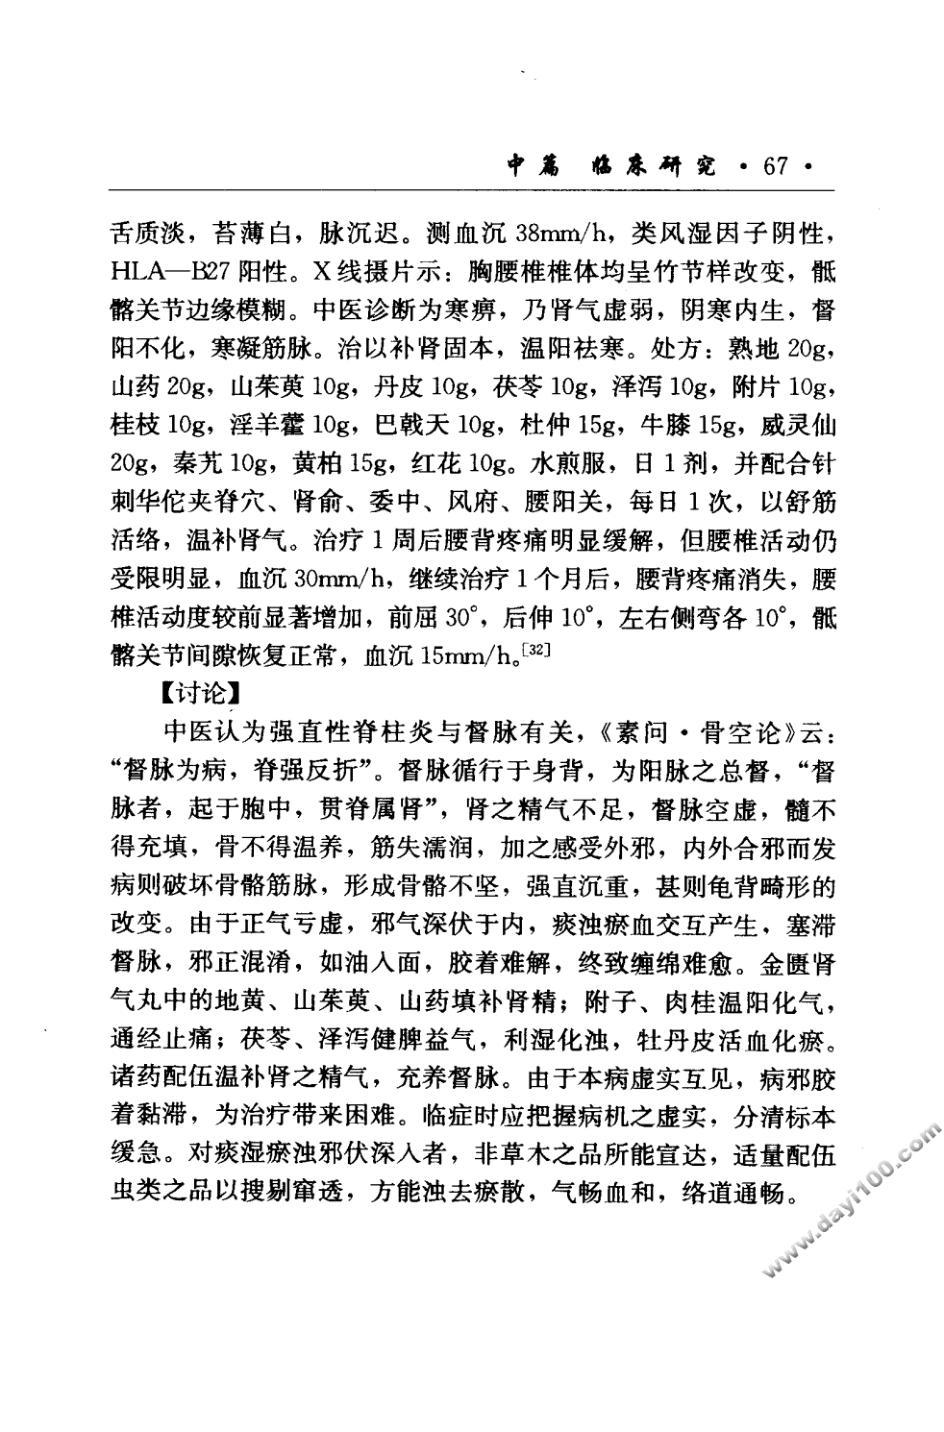 中篇 临床研究 · 67 ·
舌质淡，苔薄白，脉沉迟。测血沉 38mm/h，类风湿因子阴性，
HLA—B27 阳性。X 线摄片示：胸腰椎椎体均呈竹节样改变，骶
髂关节边缘模糊。中医诊断为寒痹，乃肾气虚弱，阴寒内生，督
阳不化，寒凝筋脉。治以补肾固本，温阳祛寒。处方：熟地 20g，
山药 20g，山茱萸 10g，丹皮 10g，茯苓 10g，泽泻 10g，附片 10g，
桂枝 10g，淫羊藿 10g，巴戟天 10g，杜仲 15g，牛膝 15g，威灵仙
20g，秦艽 10g，黄柏 15g，红花 10g。水煎服，日 1 剂，并配合针
刺华佗夹脊穴、肾俞、委中、风府、腰阳关，每日 1 次，以舒筋
活络，温补肾气。治疗 1 周后腰背疼痛明显缓解，但腰椎活动仍
受限明显，血沉 30mm/h，继续治疗 1 个月后，腰背疼痛消失，腰
椎活动度较前显著增加，前屈 30°，后伸 10°，左右侧弯各 10°，骶
髂关节间隙恢复正常，血沉 15mm/h。[32]
【讨论】
中医认为强直性脊柱炎与督脉有关，《素问·骨空论》云：
“督脉为病，脊强反折”。督脉循行于身背，为阳脉之总督，“督
脉者，起于胞中，贯脊属肾”，肾之精气不足，督脉空虚，髓不
得充填，骨不得温养，筋失濡润，加之感受外邪，内外合邪而发
病则破坏骨骼筋脉，形成骨骼不坚，强直沉重，甚则龟背畸形的
改变。由于正气亏虚，邪气深伏于内，痰浊瘀血交互产生，塞滞
督脉，邪正混淆，如油入面，胶着难解，终致缠绵难愈。金匮肾
气丸中的地黄、山茱萸、山药填补肾精；附子、肉桂温阳化气，
通经止痛；茯苓、泽泻健脾益气，利湿化浊，牡丹皮活血化瘀。
诸药配伍温补肾之精气，充养督脉。由于本病虚实互见，病邪胶
着黏滞，为治疗带来困难。临症时应把握病机之虚实，分清标本
缓急。对痰湿瘀浊邪伏深入者，非草木之品所能宣达，适量配伍
虫类之品以搜剔窜透，方能浊去瘀散，气畅血和，络道通畅。
www.dayi100.com